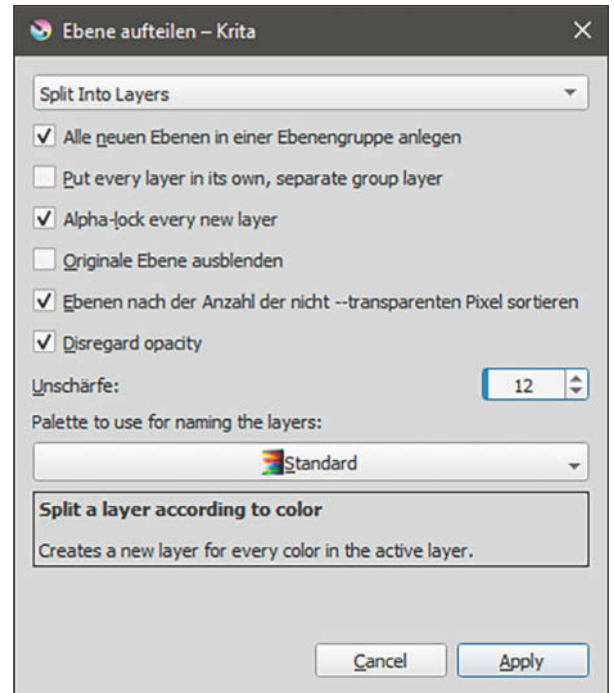 Ebene aufteilen – Krita
Split Into Layers
Alle neuen Ebenen in einer Ebenengruppe anlegen
Put every layer in its own, separate group layer
Alpha-lock every new layer
Originale Ebene ausblenden
Ebenen nach der Anzahl der nicht --transparenten Pixel sortieren
Disregard opacity
Unschärfe: 12
Palette to use for naming the layers:
Standard
Split a layer according to color
Creates a new layer for every color in the active layer.
Cancel Apply